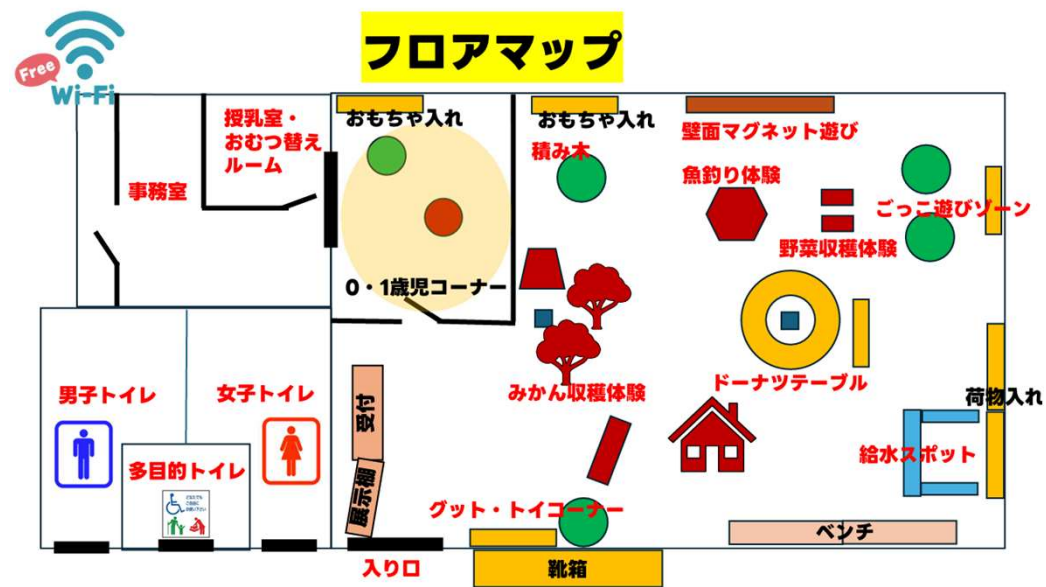 フロアマップ
Free
Wi-Fi
授乳室・
おむつ替え
ルーム
事務室
おもちゃ入れ
0・1歳児コーナー
おもちゃ入れ
積み木
壁面マグネット遊び
魚釣り体験
ごっこ遊びゾーン
野菜収穫体験
みかん収穫体験
ドーナツテーブル
荷物入れ
給水スポット
男子トイレ
女子トイレ
多目的トイレ
受付
展示棚
グット・トイコーナー
ベンチ
入り口
靴箱